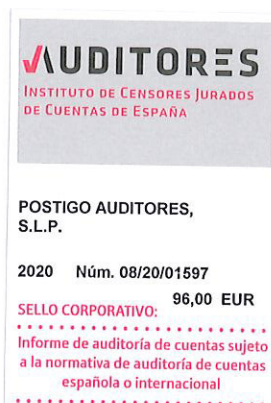 AUDITORES
INSTITUTO DE CENSORES JURADOS
DE CUENTAS DE ESPAÑA
POSTIGO AUDITORES,
S.L.P.
2020 Núm. 08/20/01597
96,00 EUR
SELLO CORPORATIVO:
Informe de auditoría de cuentas sujeto
a la normativa de auditoría de cuentas
española o internacional